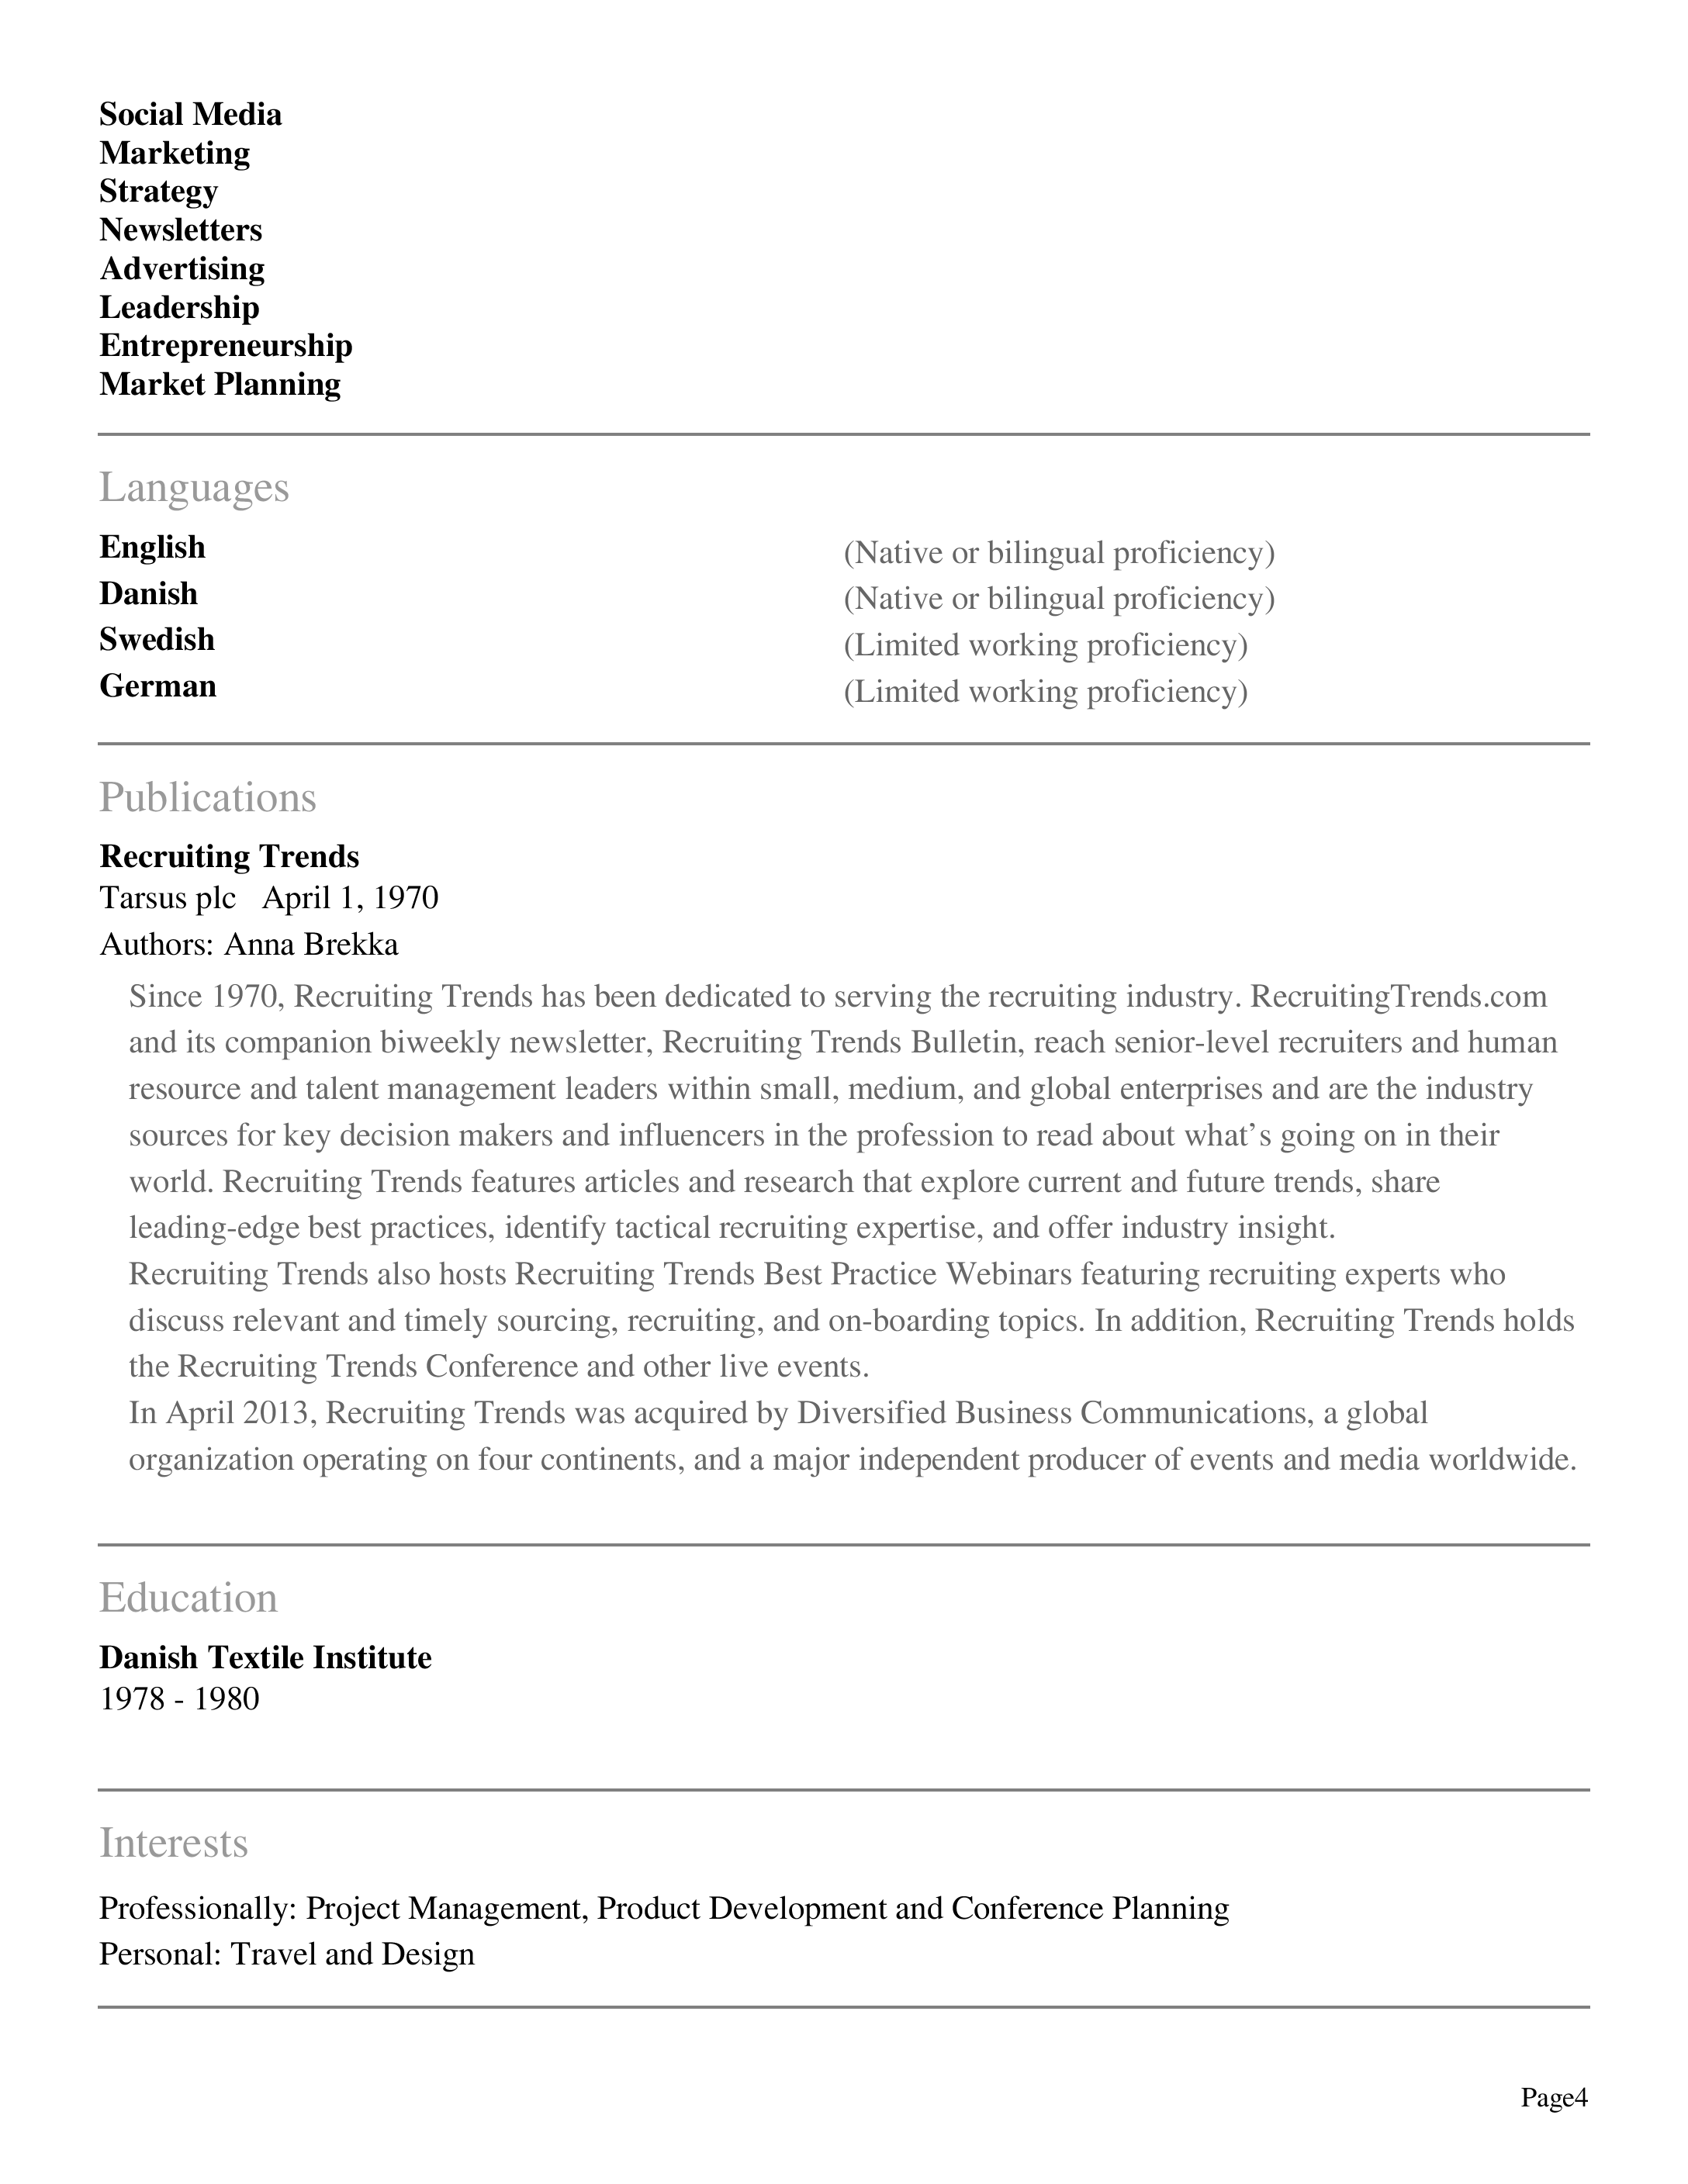 Social Media
Marketing
Strategy
Newsletters
Advertising
Leadership
Entrepreneurship
Market Planning
Languages
English (Native or bilingual proficiency)
Danish (Native or bilingual proficiency)
Swedish (Limited working proficiency)
German (Limited working proficiency)
Publications
Recruiting Trends
Tarsus plc   April 1, 1970
Authors: Anna Brekka
Since 1970, Recruiting Trends has been dedicated to serving the recruiting industry. RecruitingTrends.com
and its companion biweekly newsletter, Recruiting Trends Bulletin, reach senior-level recruiters and human
resource and talent management leaders within small, medium, and global enterprises and are the industry
sources for key decision makers and influencers in the profession to read about what’s going on in their
world. Recruiting Trends features articles and research that explore current and future trends, share
leading-edge best practices, identify tactical recruiting expertise, and offer industry insight.
Recruiting Trends also hosts Recruiting Trends Best Practice Webinars featuring recruiting experts who
discuss relevant and timely sourcing, recruiting, and on-boarding topics. In addition, Recruiting Trends holds
the Recruiting Trends Conference and other live events.
In April 2013, Recruiting Trends was acquired by Diversified Business Communications, a global
organization operating on four continents, and a major independent producer of events and media worldwide.
Education
Danish Textile Institute
1978 - 1980
Interests
Professionally: Project Management, Product Development and Conference Planning
Personal: Travel and Design
Page4